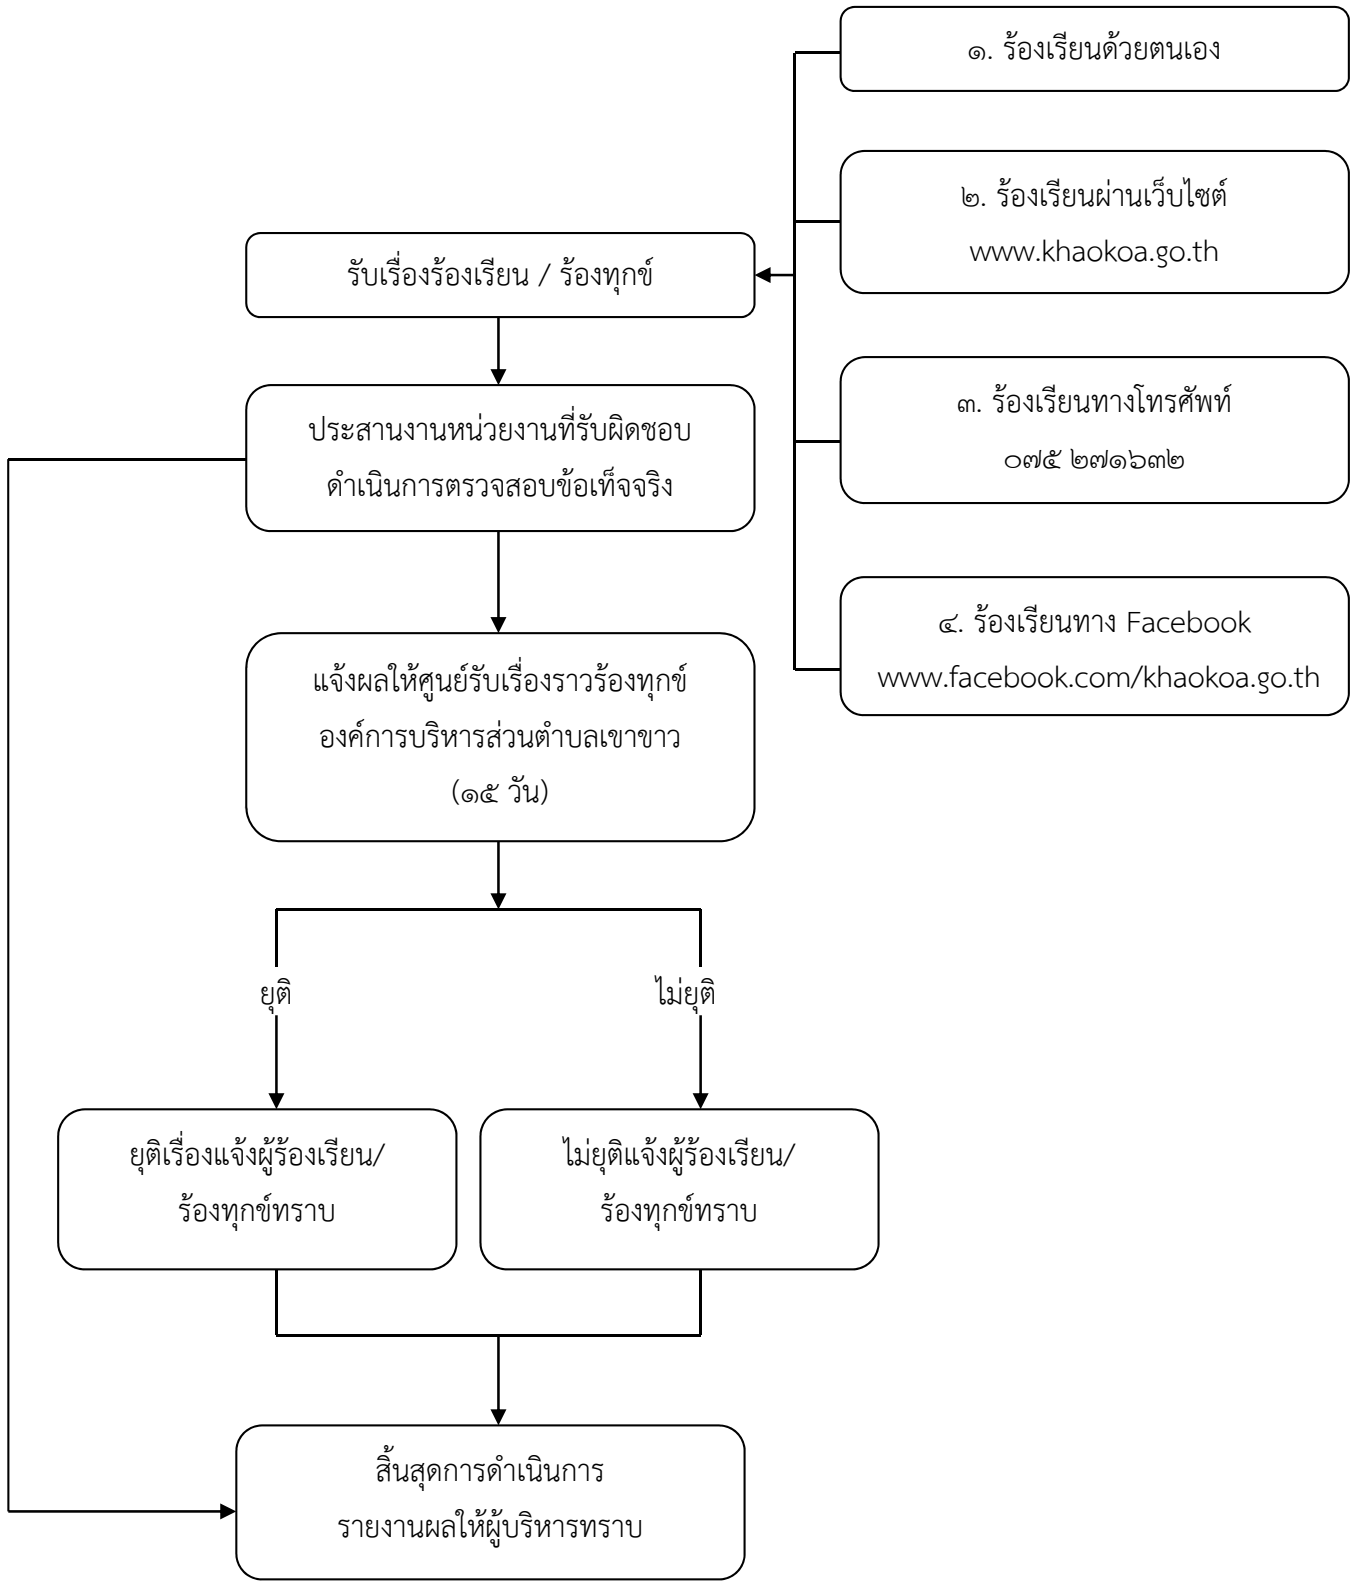 ๑. ร้องเรียนด้วยตนเอง
๒. ร้องเรียนผ่านเว็บไซต์
www.khaokoa.go.th
รับเรื่องร้องเรียน / ร้องทุกข์
๓. ร้องเรียนทางโทรศัพท์
๐๗๕ ๒๗๑๖๓๒
ประสานงานหน่วยงานที่รับผิดชอบ
ดำเนินการตรวจสอบข้อเท็จจริง
๔. ร้องเรียนทาง Facebook
www.facebook.com/khaokoa.go.th
แจ้งผลให้ศูนย์รับเรื่องราวร้องทุกข์
องค์การบริหารส่วนตำบลเขาขาว
(๑๕ วัน)
ยุติ
ไม่ยุติ
ยุติเรื่องแจ้งผู้ร้องเรียน/
ร้องทุกข์ทราบ
ไม่ยุติแจ้งผู้ร้องเรียน/
ร้องทุกข์ทราบ
สิ้นสุดการดำเนินการ
รายงานผลให้ผู้บริหารทราบ